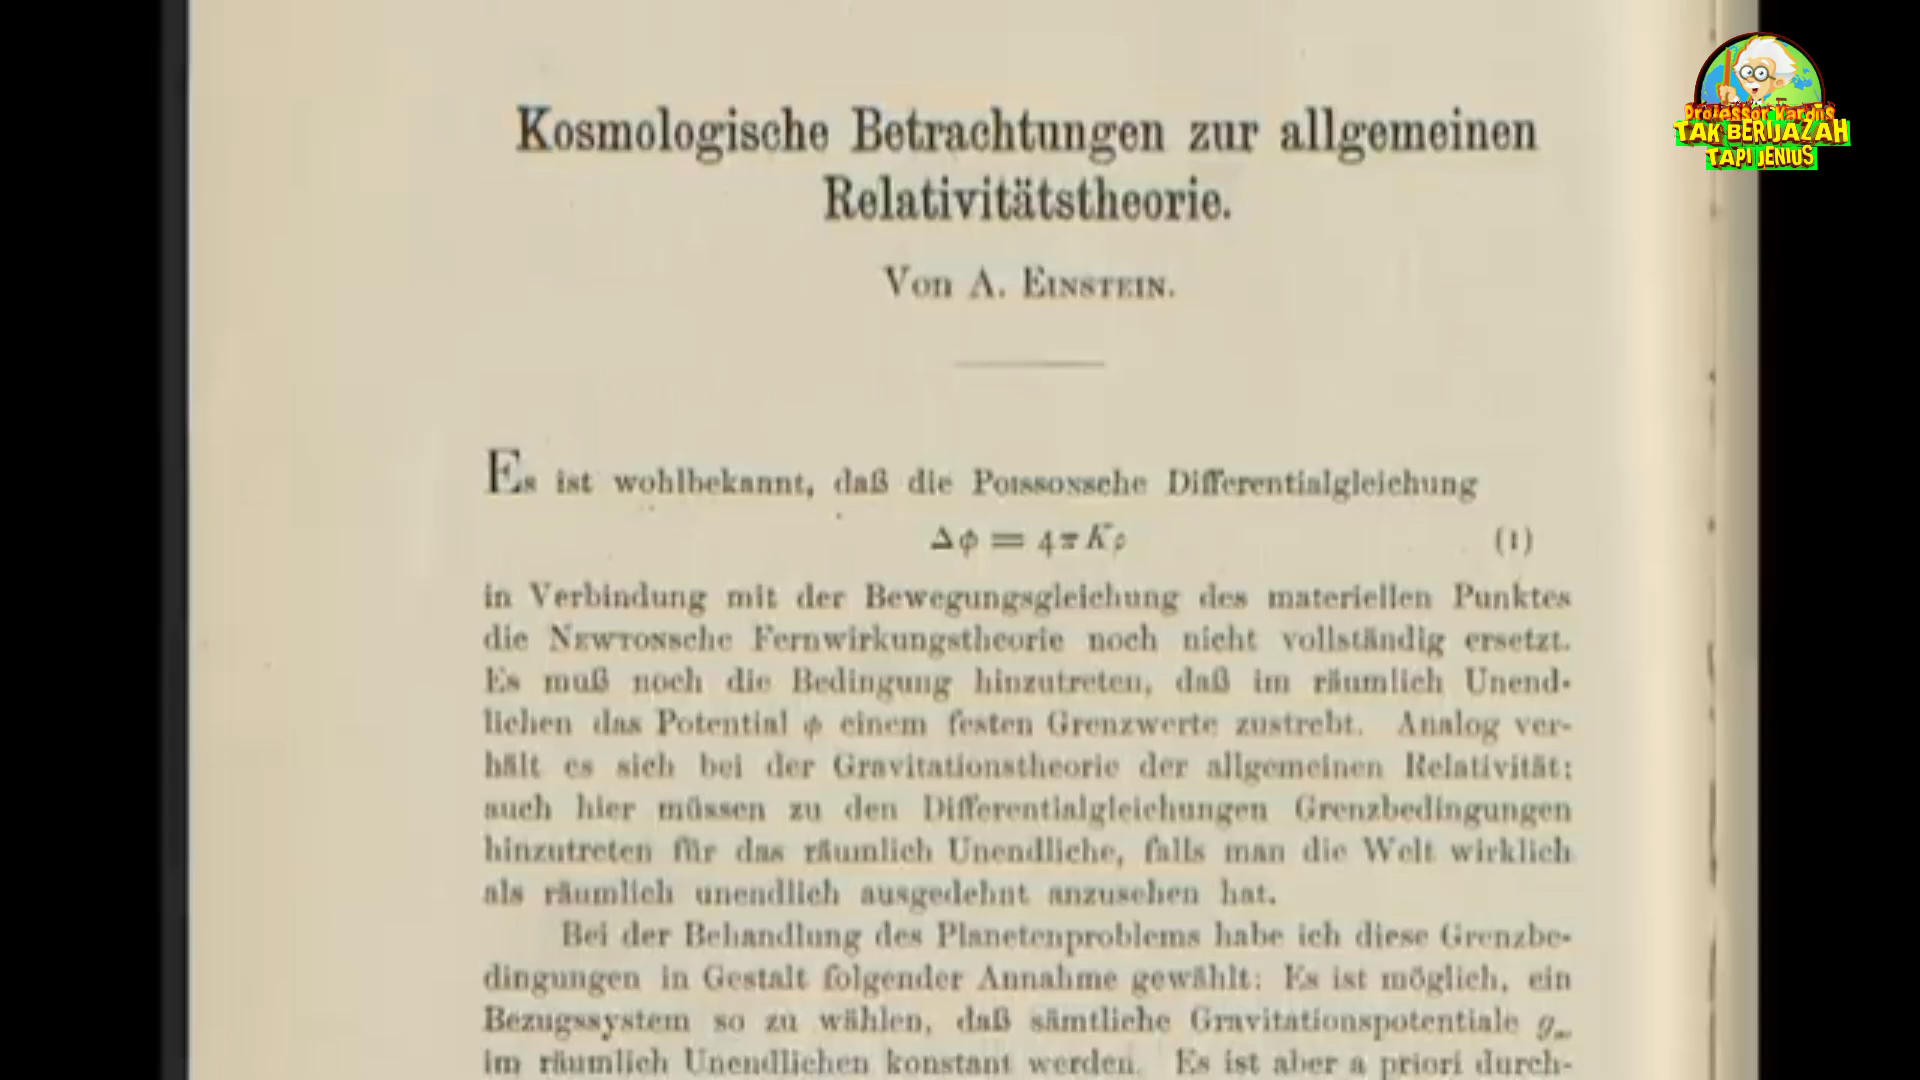 Kosmologische Betrachtungen zur allgemeinen
Relativitätstheorie.
Von A. EINSTEIN.
Es ist wohlbekannt, daß die POISSONsche Differentialgleichung
Δφ = 4πKρ (1)
in Verbindung mit der Bewegungsgleichung des materiellen Punktes
die NEWTONsche Fernwirkungstheorie noch nicht vollständig ersetzt.
Es muß noch die Bedingung hinzutreten, daß im räumlich Unend-
lichen das Potential φ einem festen Grenzwerte zustrebt. Analog ver-
hält es sich bei der Gravitationstheorie der allgemeinen Relativität;
auch hier müssen zu den Differentialgleichungen Grenzbedingungen
hinzutreten für das räumlich Unendliche, falls man die Welt wirklich
als räumlich unendlich ausgedehnt anzusehen hat.
Bei der Behandlung des Planetenproblems habe ich diese Grenzbe-
dingungen in Gestalt folgender Annahme gewählt: Es ist möglich, ein
Bezugssystem so zu wählen, daß sämtliche Gravitationspotentiale g
im räumlich Unendlichen konstant werden. Es ist aber a priori durch-
Professor Kardis
TAK BERIJAZAH
TAPI JENIUS